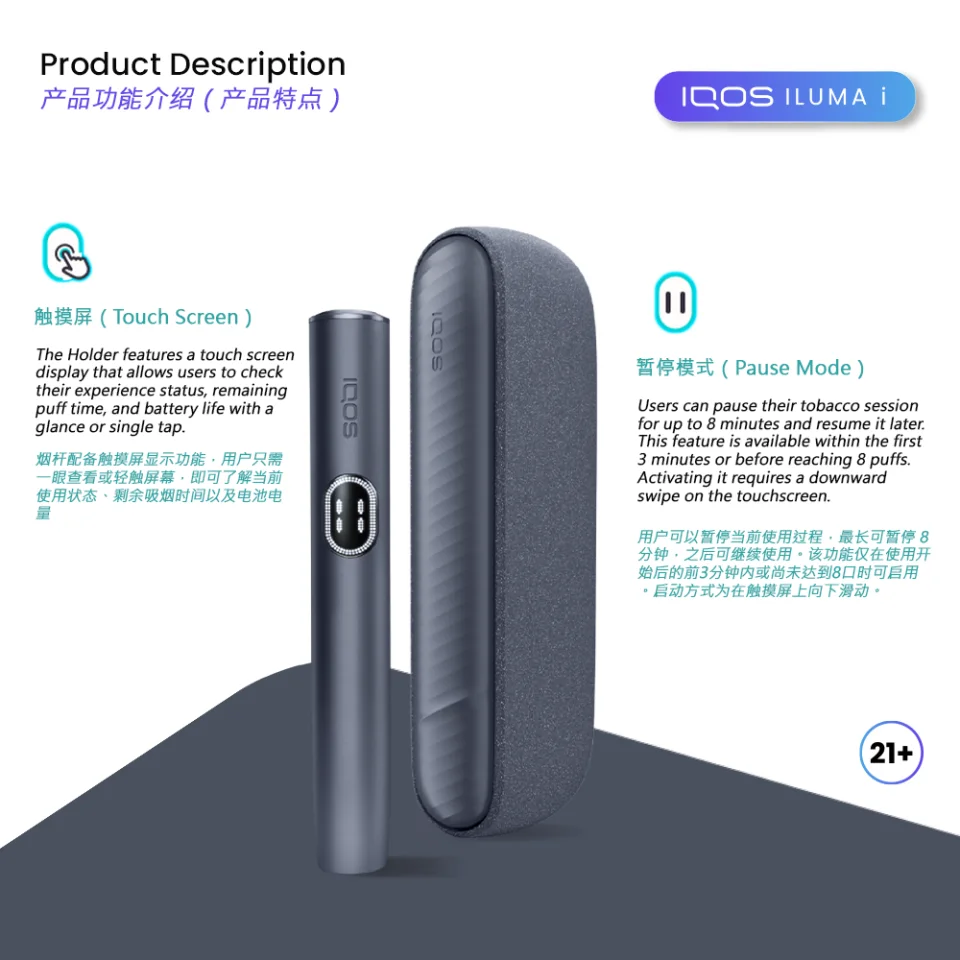 Product Description
产品功能介绍 ( 产品特点 )
IQOS ILUMA i
触摸屏 ( Touch Screen )
The Holder features a touch screen
display that allows users to check
their experience status, remaining
puff time, and battery life with a
glance or single tap.
烟杆配备触摸屏显示功能，用户只需
一眼查看或轻触屏幕，即可了解当前
使用状态、剩余吸烟时间以及电池电
量
IQOS
IQOS
暂停模式 ( Pause Mode )
Users can pause their tobacco session
for up to 8 minutes and resume it later.
This feature is available within the first
3 minutes or before reaching 8 puffs.
Activating it requires a downward
swipe on the touchscreen.
用户可以暂停当前使用过程，最长可暂停 8
分钟，之后可继续使用。该功能仅在使用开
始后的前3分钟内或尚未达到8口时可启用
。启动方式为在触摸屏上向下滑动。
21+